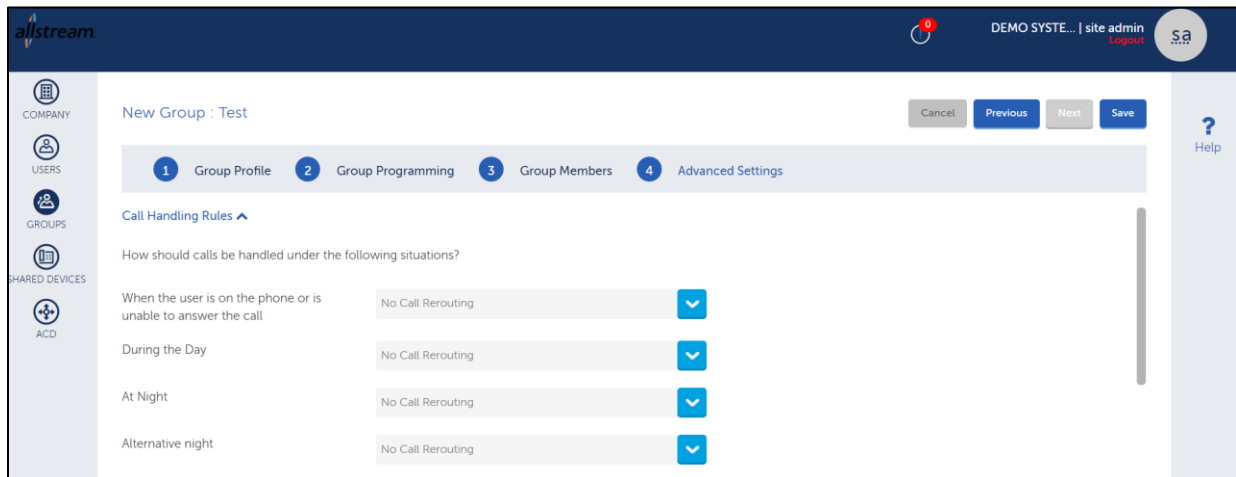 allstream.
0
DEMO SYSTE... | site admin
Logout
sa
COMPANY
USERS
GROUPS
SHARED DEVICES
ACD
New Group : Test
Cancel
Previous
Next
Save
?
Help
1 Group Profile 2 Group Programming 3 Group Members 4 Advanced Settings
Call Handling Rules
How should calls be handled under the following situations?
When the user is on the phone or is
unable to answer the call
No Call Rerouting
During the Day
No Call Rerouting
At Night
No Call Rerouting
Alternative night
No Call Rerouting